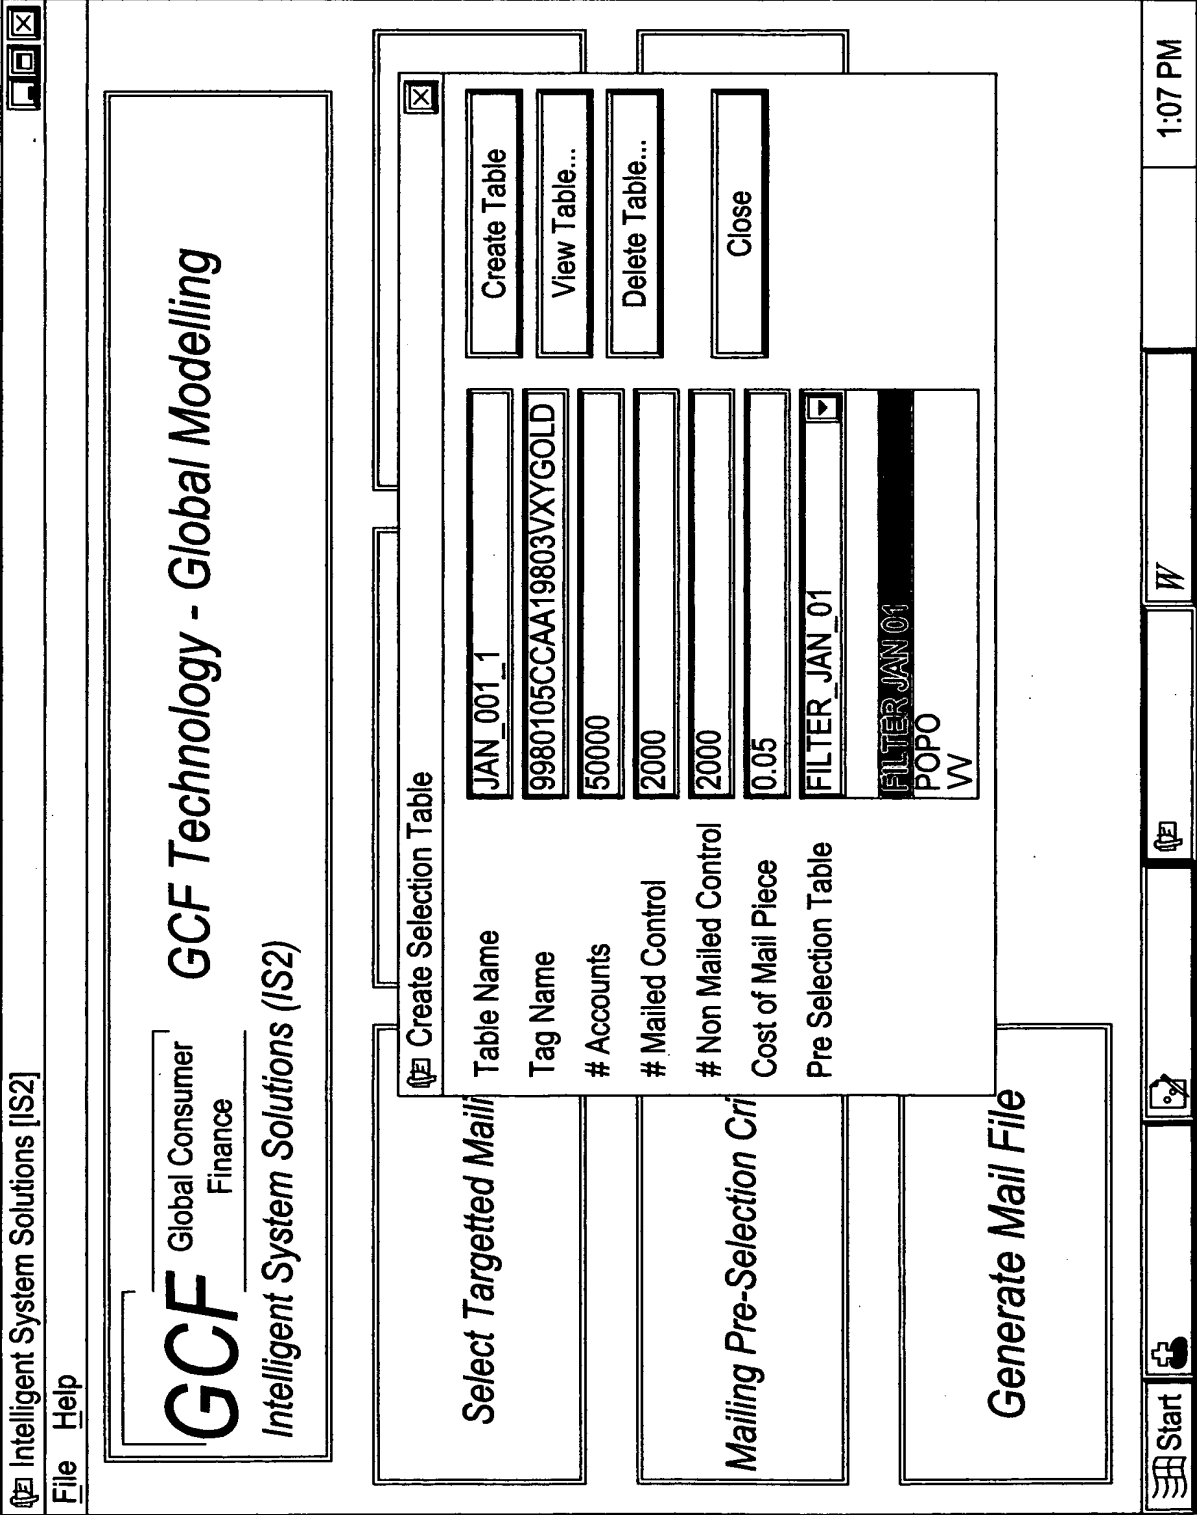 Intelligent System Solutions [IS2]
File Help
GCF Global Consumer Finance
GCF Technology - Global Modelling
Intelligent System Solutions (IS2)
Select Targetted Maili
Mailing Pre-Selection Cri
Generate Mail File
Create Selection Table
Table Name JAN_001_1
Tag Name 9980105CCAA19803VXYGOLD
# Accounts 50000
# Mailed Control 2000
# Non Mailed Control 2000
Cost of Mail Piece 0.05
Pre Selection Table FILTER_JAN_01
FILTER JAN 01
POPO
VV
Create Table
View Table...
Delete Table...
Close
Start
W
1:07 PM